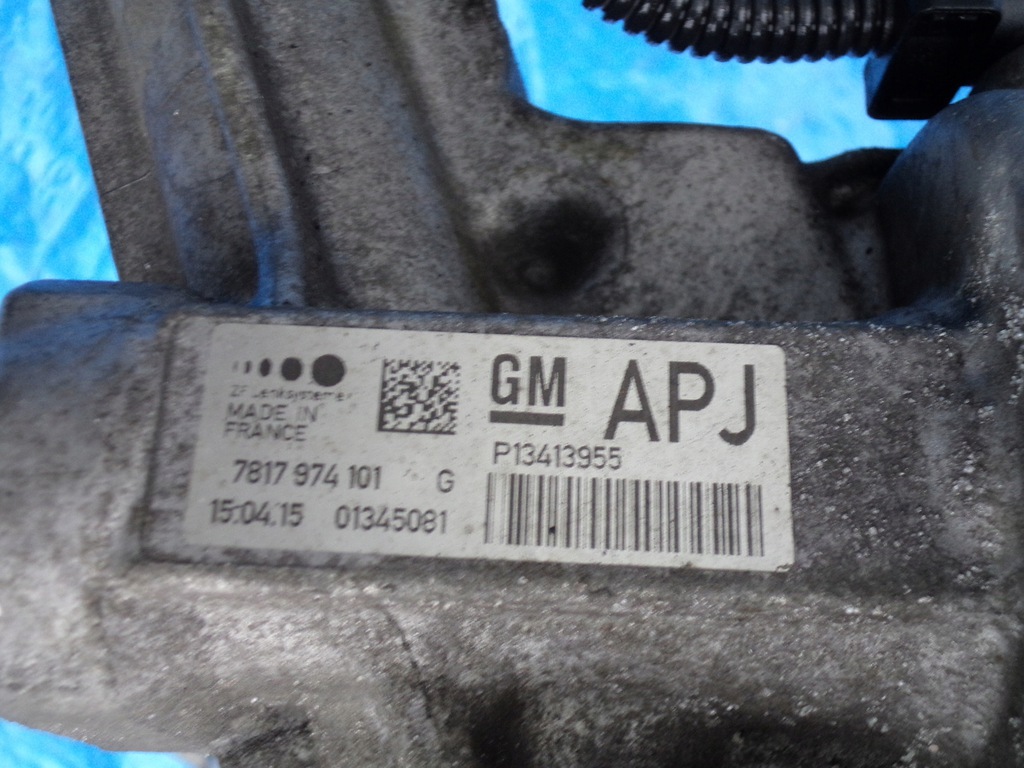 ZF Lenksysteme
MADE IN
FRANCE
7817 974 101 G
15.04.15 01345081
GM APJ
P13413955